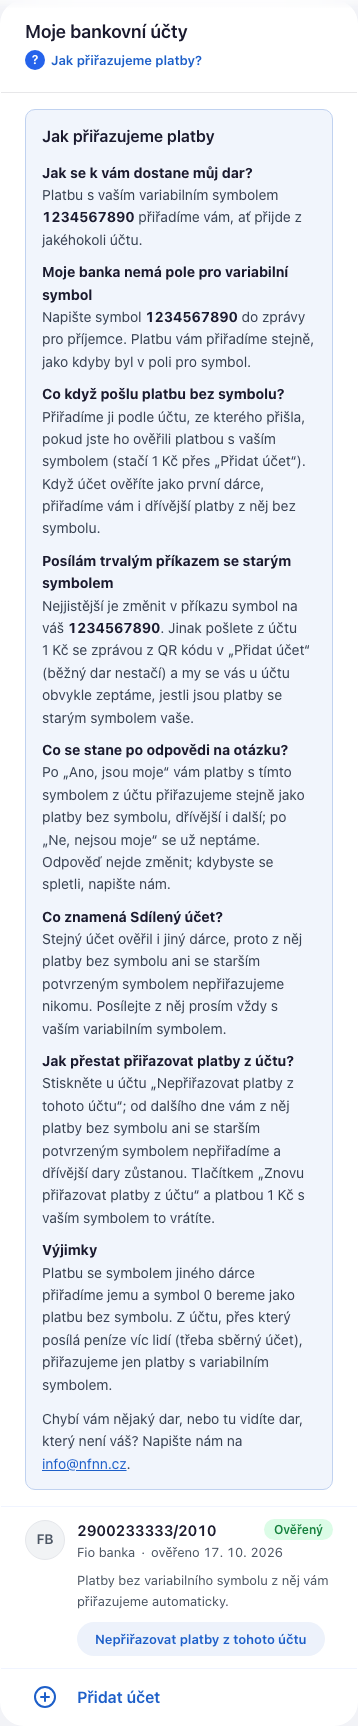 Moje bankovní účty
? Jak přiřazujeme platby?
Jak přiřazujeme platby
Jak se k vám dostane můj dar?
Platbu s vaším variabilním symbolem
1234567890 přiřadíme vám, ať přijde z
jakéhokoli účtu.
Moje banka nemá pole pro variabilní
symbol
Napište symbol 1234567890 do zprávy
pro příjemce. Platbu vám přiřadíme stejně,
jako kdyby byl v poli pro symbol.
Co když pošlu platbu bez symbolu?
Přiřadíme ji podle účtu, ze kterého přišla,
pokud jste ho ověřili platbou s vaším
symbolem (stačí 1 Kč přes „Přidat účet“).
Když účet ověříte jako první dárce,
přiřadíme vám i dřívější platby z něj bez
symbolu.
Posílám trvalým příkazem se starým
symbolem
Nejjistější je změnit v příkazu symbol na
váš 1234567890. Jinak pošlete z účtu
1 Kč se zprávou z QR kódu v „Přidat účet“
(běžný dar nestačí) a my se vás u účtu
obvykle zeptáme, jestli jsou platby se
starým symbolem vaše.
Co se stane po odpovědi na otázku?
Po „Ano, jsou moje“ vám platby s tímto
symbolem z účtu přiřazujeme stejně jako
platby bez symbolu, dřívější i další; po
„Ne, nejsou moje“ se už neptáme.
Odpověď nejde změnit; kdybyste se
spletli, napište nám.
Co znamená Sdílený účet?
Stejný účet ověřil i jiný dárce, proto z něj
platby bez symbolu ani se starším
potvrzeným symbolem nepřiřazujeme
nikomu. Posílejte z něj prosím vždy s
vaším variabilním symbolem.
Jak přestat přiřazovat platby z účtu?
Stiskněte u účtu „Nepřiřazovat platby z
tohoto účtu“; od dalšího dne vám z něj
platby bez symbolu ani se starším
potvrzeným symbolem nepřiřadíme a
dřívější dary zůstanou. Tlačítkem „Znovu
přiřazovat platby z účtu“ a platbou 1 Kč s
vaším symbolem to vrátíte.
Výjimky
Platbu se symbolem jiného dárce
přiřadíme jemu a symbol 0 bereme jako
platbu bez symbolu. Z účtu, přes který
posílá peníze víc lidí (třeba sběrný účet),
přiřazujeme jen platby s variabilním
symbolem.
Chybí vám nějaký dar, nebo tu vidíte dar,
který není váš? Napište nám na
info@nfnn.cz.
FB 2900233333/2010 Ověřený
Fio banka · ověřeno 17. 10. 2026
Platby bez variabilního symbolu z něj vám
přiřazujeme automaticky.
Nepřiřazovat platby z tohoto účtu
Přidat účet